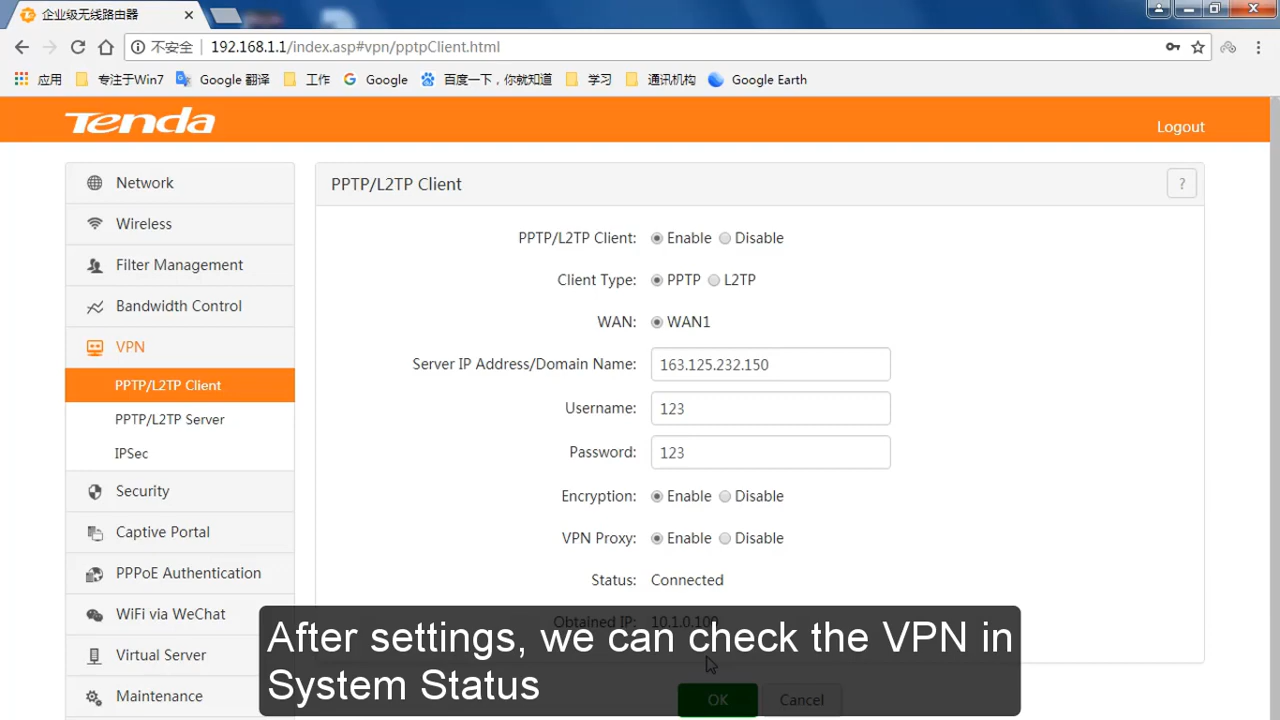 企业级无线路由器
不安全 192.168.1.1/index.asp#vpn/pptpClient.html
应用 专注于Win7 Google 翻译 工作 Google 百度一下，你就知道 学习 通讯机构 Google Earth
Tenda
Logout
Network
Wireless
Filter Management
Bandwidth Control
VPN
PPTP/L2TP Client
PPTP/L2TP Server
IPSec
Security
Captive Portal
PPPoE Authentication
WiFi via WeChat
Virtual Server
Maintenance
PPTP/L2TP Client ?
PPTP/L2TP Client: Enable Disable
Client Type: PPTP L2TP
WAN: WAN1
Server IP Address/Domain Name: 163.125.232.150
Username: 123
Password: 123
Encryption: Enable Disable
VPN Proxy: Enable Disable
Status: Connected
Obtained IP: 10.1.0.100
After settings, we can check the VPN in
System Status
OK Cancel